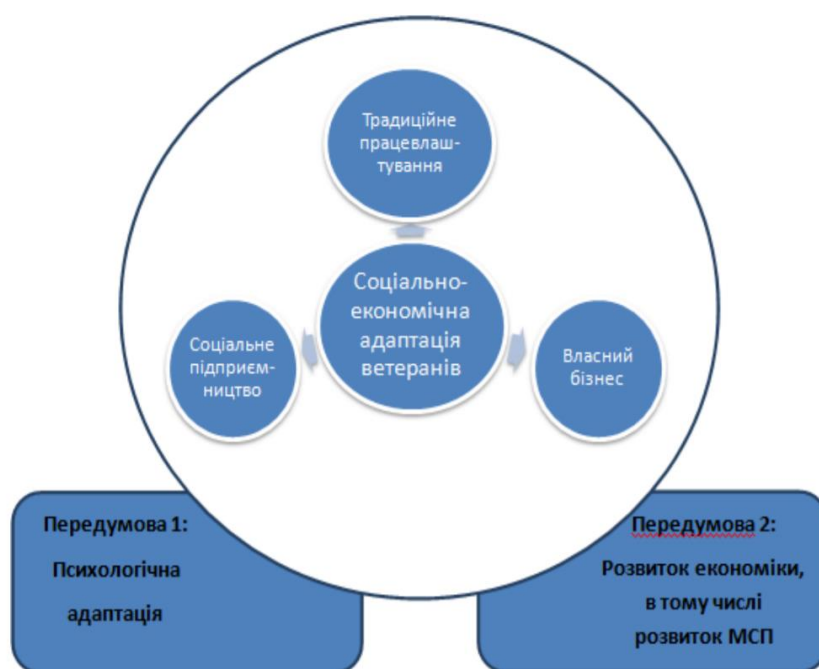 Традиційне
працевлаш-
тування
Соціально-
економічна
адаптація
ветеранів
Соціальне
підприєм-
ництво
Власний
бізнес
Передумова 1:
Психологічна
адаптація
Передумова 2:
Розвиток економіки,
в тому числі
розвиток МСП